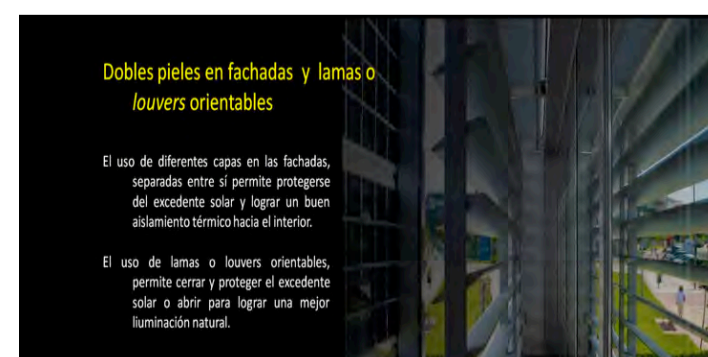 Dobles pieles en fachadas y lamas o
louvers orientables
El uso de diferentes capas en las fachadas,
separadas entre sí permite protegerse
del excedente solar y lograr un buen
aislamiento térmico hacia el interior.
El uso de lamas o louvers orientables,
permite cerrar y proteger el excedente
solar o abrir para lograr una mejor
liuminación natural.